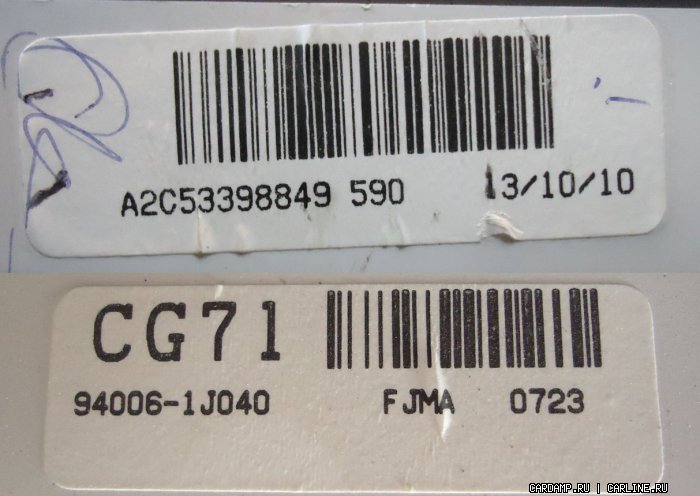 A2C53398849 590 13/10/10
CG71
94006-1J040 FJMA 0723
CARDAMP.RU | CARLINE.RU